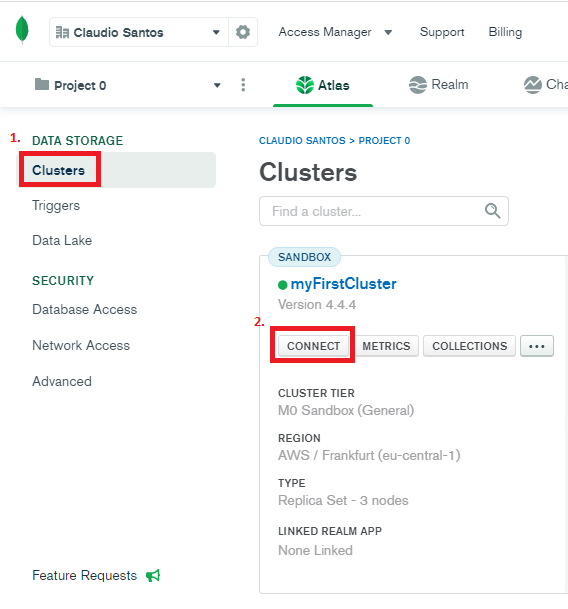 Claudio Santos
Access Manager
Support
Billing
Project 0
Atlas
Realm
Cha
1.
DATA STORAGE
Clusters
Triggers
Data Lake
SECURITY
Database Access
Network Access
Advanced
Feature Requests
CLAUDIO SANTOS > PROJECT 0
Clusters
Find a cluster...
SANDBOX
myFirstCluster
Version 4.4.4
2.
CONNECT
METRICS
COLLECTIONS
...
CLUSTER TIER
M0 Sandbox (General)
REGION
AWS / Frankfurt (eu-central-1)
TYPE
Replica Set - 3 nodes
LINKED REALM APP
None Linked